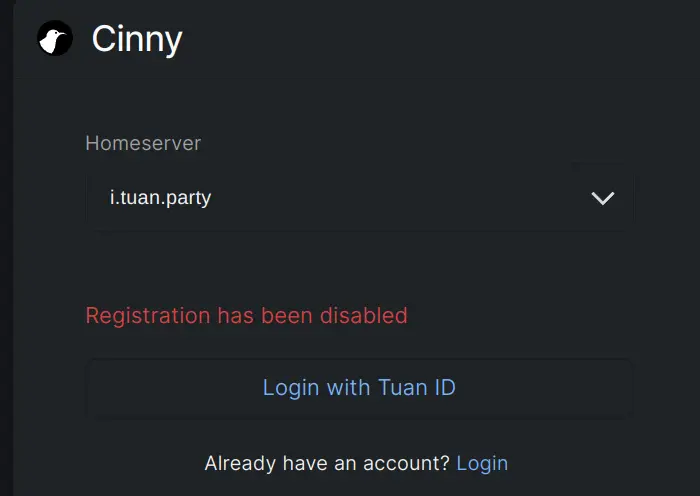 Cinny
Homeserver
i.tuan.party
Registration has been disabled
Login with Tuan ID
Already have an account? Login